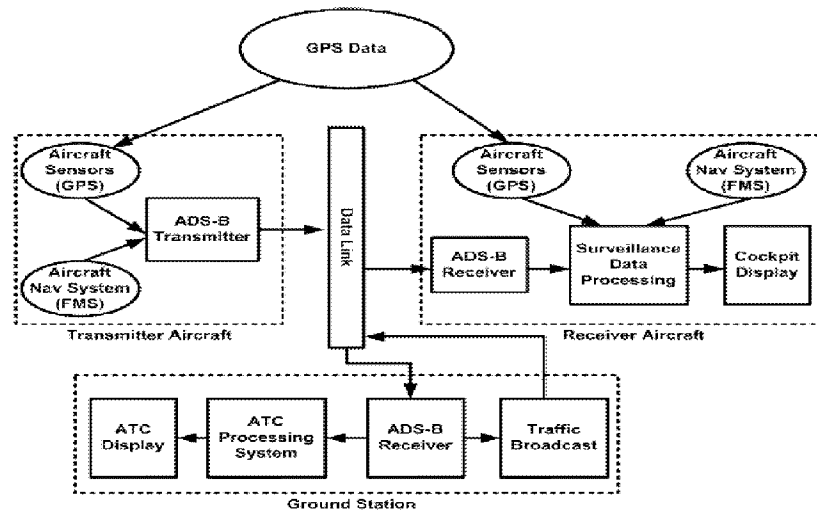 GPS Data
Aircraft
Sensors
(GPS)
ADS-B
Transmitter
Aircraft
Nav System
(FMS)
Transmitter Aircraft
Data Link
Aircraft
Sensors
(GPS)
Aircraft
Nav System
(FMS)
ADS-B
Receiver
Surveillance
Data
Processing
Cockpit
Display
Receiver Aircraft
ATC
Display
ATC
Processing
System
ADS-B
Receiver
Traffic
Broadcast
Ground Station